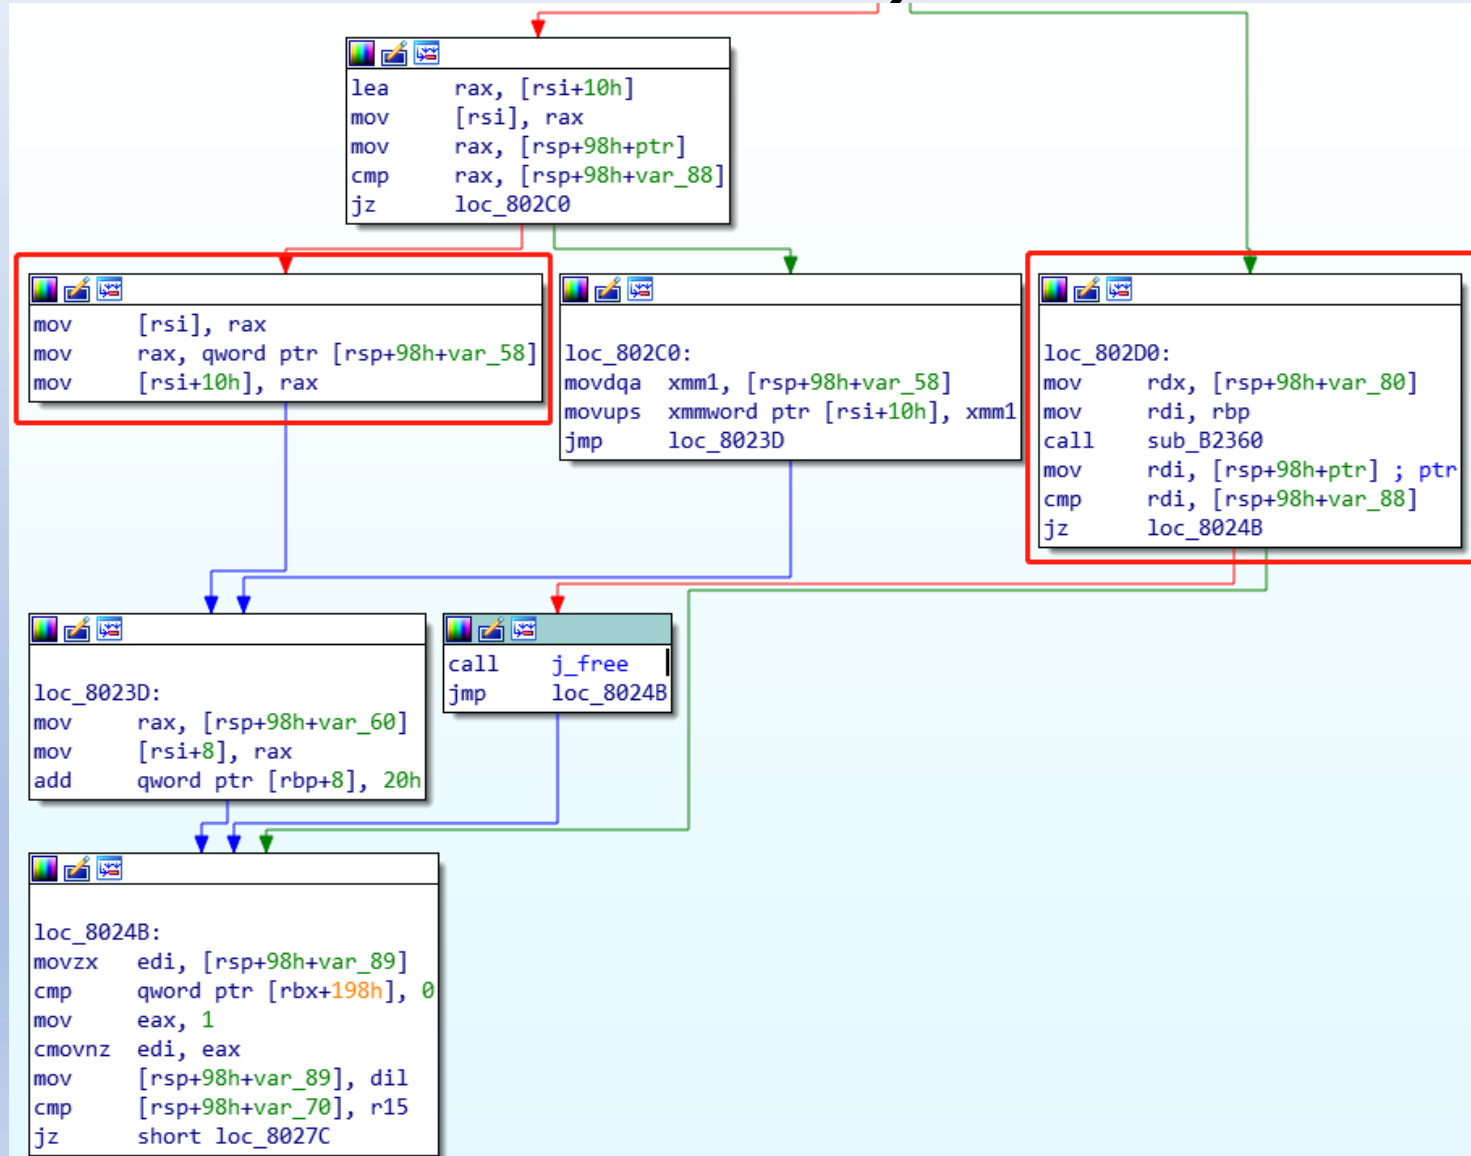 lea rax, [rsi+10h]
mov [rsi], rax
mov rax, [rsp+98h+ptr]
cmp rax, [rsp+98h+var_88]
jz loc_802C0
mov [rsi], rax
mov rax, qword ptr [rsp+98h+var_58]
mov [rsi+10h], rax
loc_802C0:
movdqa xmm1, [rsp+98h+var_58]
movups xmmword ptr [rsi+10h], xmm1
jmp loc_8023D
loc_802D0:
mov rdx, [rsp+98h+var_80]
mov rdi, rbp
call sub_B2360
mov rdi, [rsp+98h+ptr] ; ptr
cmp rdi, [rsp+98h+var_88]
jz loc_8024B
loc_8023D:
mov rax, [rsp+98h+var_60]
mov [rsi+8], rax
add qword ptr [rbp+8], 20h
call j_free
jmp loc_8024B
loc_8024B:
movzx edi, [rsp+98h+var_89]
cmp qword ptr [rbx+198h], 0
mov eax, 1
cmovnz edi, eax
mov [rsp+98h+var_89], dil
cmp [rsp+98h+var_70], r15
jz short loc_8027C